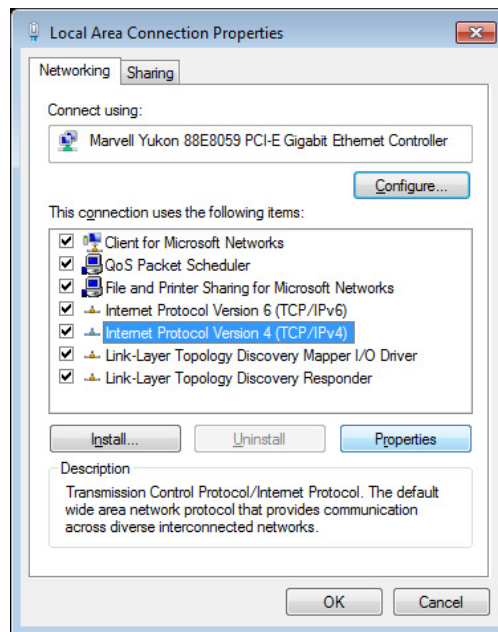 Local Area Connection Properties
Networking
Sharing
Connect using:
Marvell Yukon 88E8059 PCI-E Gigabit Ethernet Controller
Configure...
This connection uses the following items:
Client for Microsoft Networks
QoS Packet Scheduler
File and Printer Sharing for Microsoft Networks
Internet Protocol Version 6 (TCP/IPv6)
Internet Protocol Version 4 (TCP/IPv4)
Link-Layer Topology Discovery Mapper I/O Driver
Link-Layer Topology Discovery Responder
Install...
Uninstall
Properties
Description
Transmission Control Protocol/Internet Protocol. The default
wide area network protocol that provides communication
across diverse interconnected networks.
OK
Cancel